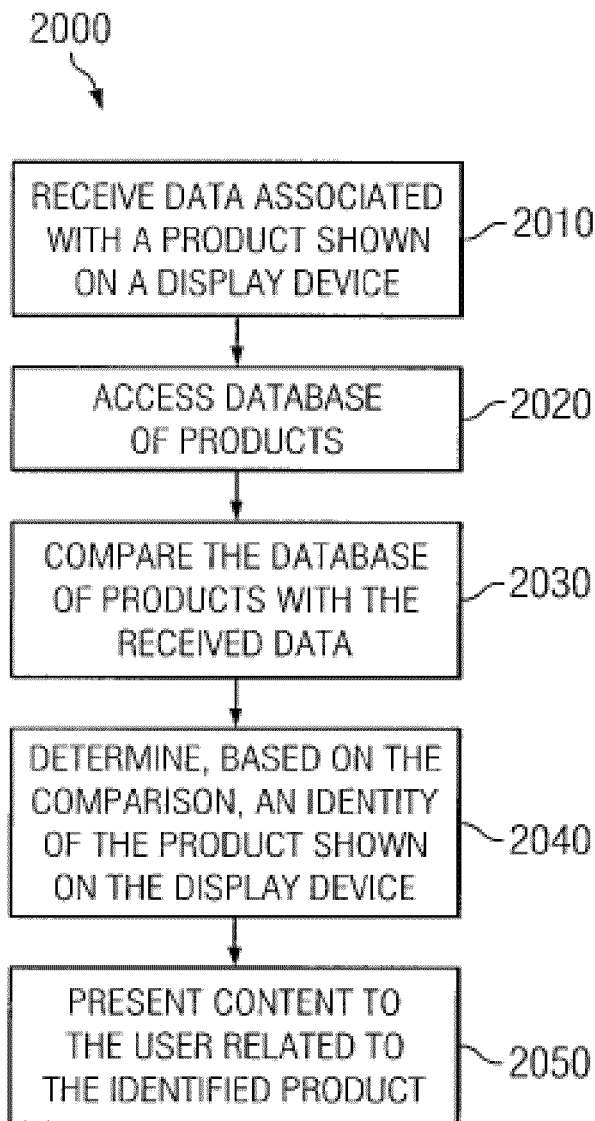 2000
RECEIVE DATA ASSOCIATED
WITH A PRODUCT SHOWN
ON A DISPLAY DEVICE
2010
ACCESS DATABASE
OF PRODUCTS
2020
COMPARE THE DATABASE
OF PRODUCTS WITH THE
RECEIVED DATA
2030
DETERMINE, BASED ON THE
COMPARISON, AN IDENTITY
OF THE PRODUCT SHOWN
ON THE DISPLAY DEVICE
2040
PRESENT CONTENT TO
THE USER RELATED TO
THE IDENTIFIED PRODUCT
2050